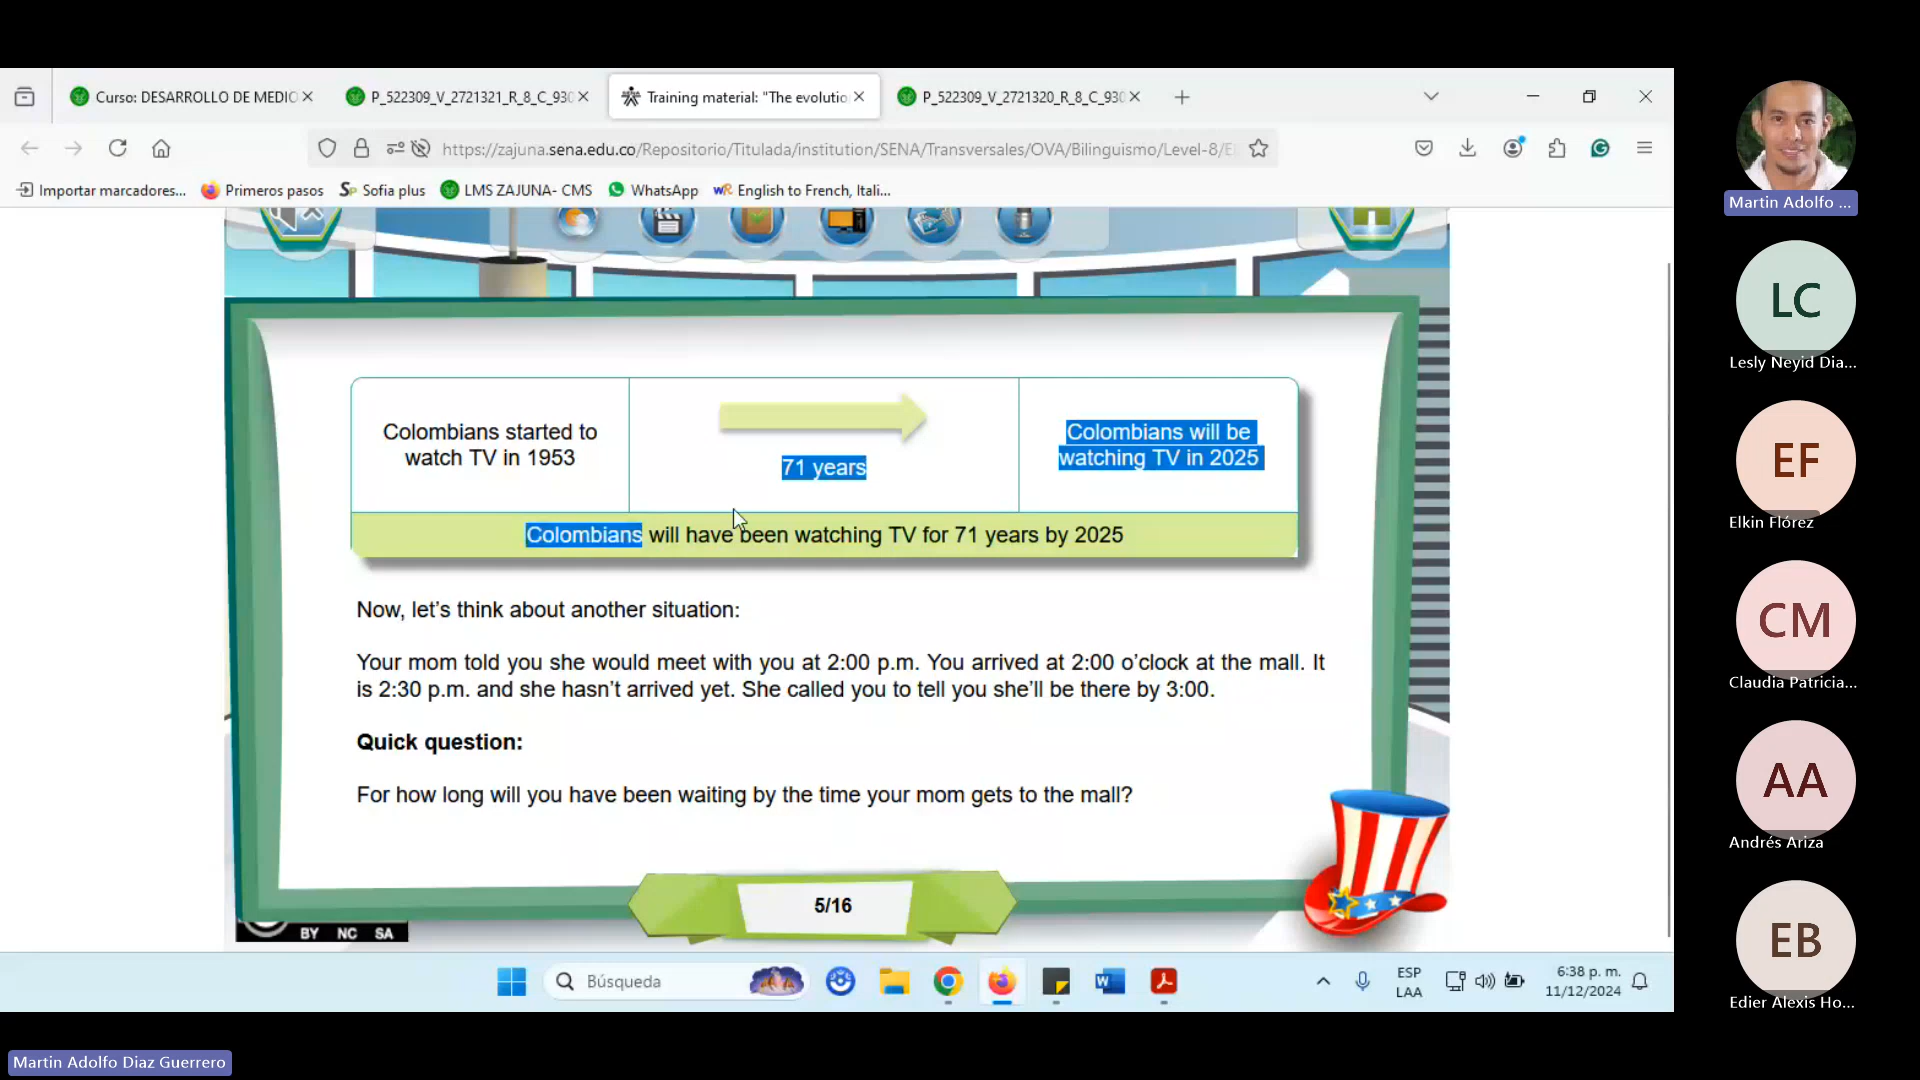 Curso: DESARROLLO DE MEDIO
P_522309_V_2721321_R_8_C_930
Training material: "The evolutio
P_522309_V_2721320_R_8_C_930
https://zajuna.sena.edu.co/Repositorio/Titulada/institution/SENA/Transversales/OVA/Bilinguismo/Level-8/E
Importar marcadores...
Primeros pasos
Sofia plus
LMS ZAJUNA- CMS
WhatsApp
English to French, Itali...
Colombians started to
watch TV in 1953
71 years
Colombians will be
watching TV in 2025
Colombians will have been watching TV for 71 years by 2025
Now, let’s think about another situation:
Your mom told you she would meet with you at 2:00 p.m. You arrived at 2:00 o’clock at the mall. It
is 2:30 p.m. and she hasn’t arrived yet. She called you to tell you she’ll be there by 3:00.
Quick question:
For how long will you have been waiting by the time your mom gets to the mall?
5/16
BY NC SA
Búsqueda
ESP
LAA
6:38 p. m.
11/12/2024
Martin Adolfo ...
LC
Lesly Neyid Dia...
EF
Elkin Flórez
CM
Claudia Patricia...
AA
Andrés Ariza
EB
Edier Alexis Ho...
Martin Adolfo Diaz Guerrero